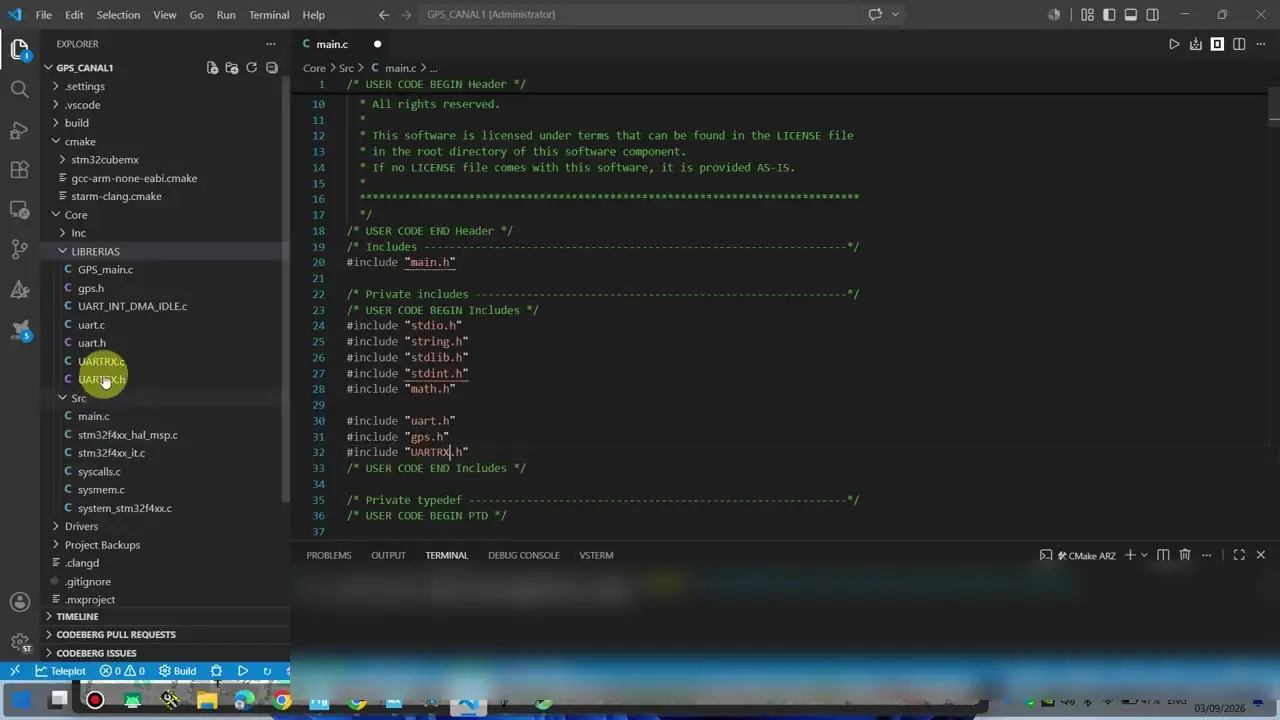 File Edit Selection View Go Run Terminal Help
GPS_CANAL1 [Administrator]
EXPLORER
GPS_CANAL1
.settings
.vscode
build
cmake
stm32cubemx
gcc-arm-none-eabi.cmake
starm-clang.cmake
Core
Inc
LIBRERIAS
GPS_main.c
gps.h
UART_INT_DMA_IDLE.c
uart.c
uart.h
UARTRX.c
UARTRX.h
Src
main.c
stm32f4xx_hal_msp.c
stm32f4xx_it.c
syscalls.c
sysmem.c
system_stm32f4xx.c
Drivers
Project Backups
.clangd
.gitignore
.mxproject
TIMELINE
CODEBERG PULL REQUESTS
CODEBERG ISSUES
main.c
Core > Src > main.c > ...
1 /* USER CODE BEGIN Header */
10 * All rights reserved.
11 *
12 * This software is licensed under terms that can be found in the LICENSE file
13 * in the root directory of this software component.
14 * If no LICENSE file comes with this software, it is provided AS-IS.
15 *
16 ******************************************************************************
17 */
18 /* USER CODE END Header */
19 /* Includes ------------------------------------------------------------------*/
20 #include "main.h"
21
22 /* Private includes ----------------------------------------------------------*/
23 /* USER CODE BEGIN Includes */
24 #include "stdio.h"
25 #include "string.h"
26 #include "stdlib.h"
27 #include "stdint.h"
28 #include "math.h"
29
30 #include "uart.h"
31 #include "gps.h"
32 #include "UARTRX.h"
33 /* USER CODE END Includes */
34
35 /* Private typedef -----------------------------------------------------------*/
36 /* USER CODE BEGIN PTD */
37
PROBLEMS OUTPUT TERMINAL DEBUG CONSOLE VSTERM
CMake ARZ
Teleplot 0 0 Build
03/09/2026